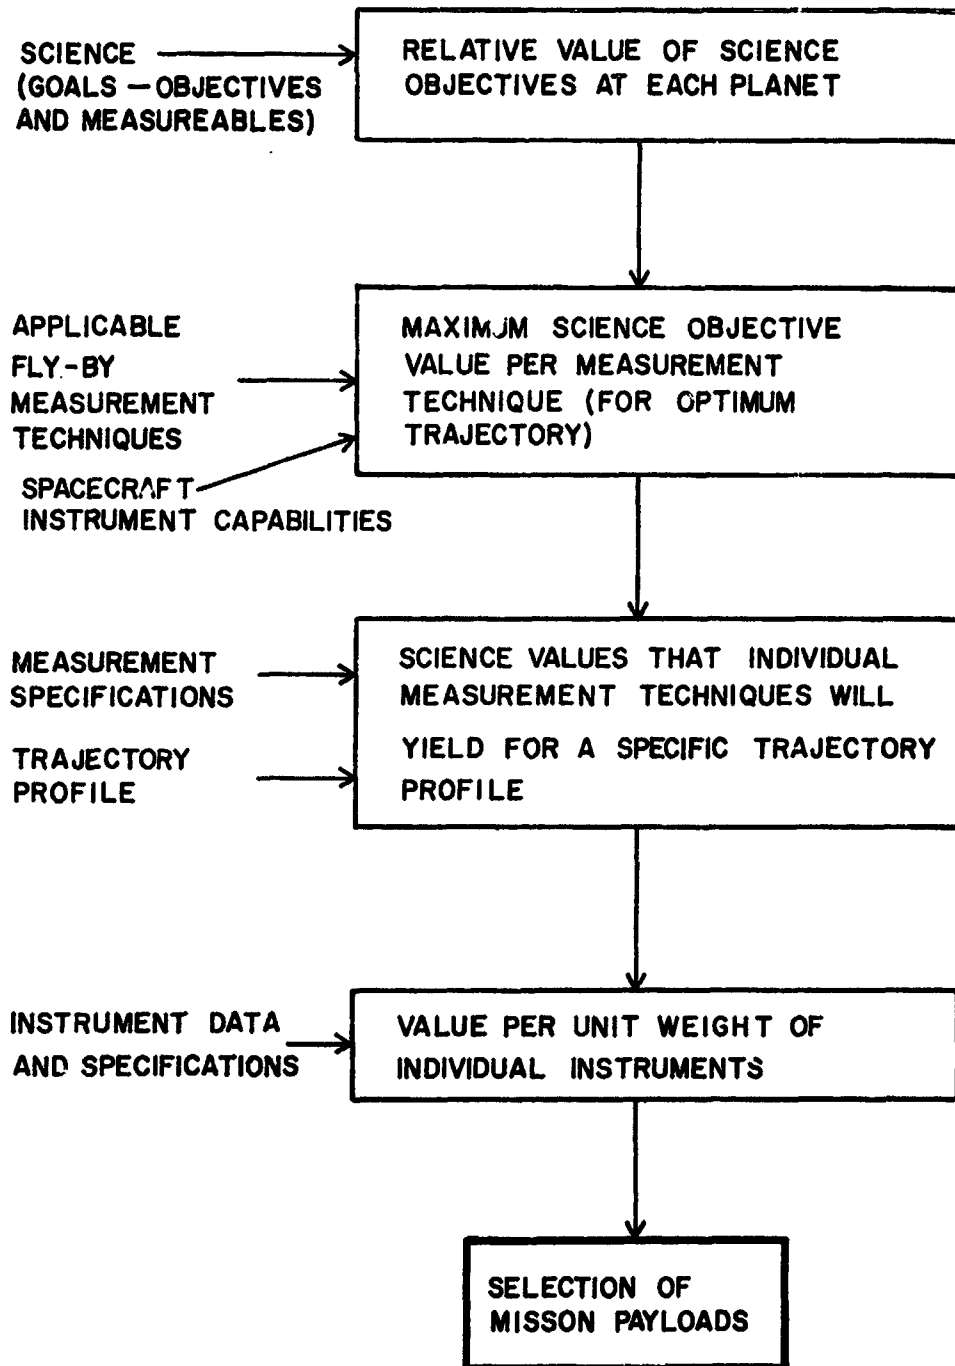 SCIENCE
(GOALS — OBJECTIVES
AND MEASUREABLES)
RELATIVE VALUE OF SCIENCE
OBJECTIVES AT EACH PLANET
APPLICABLE
FLY.-BY
MEASUREMENT
TECHNIQUES
SPACECRAFT
INSTRUMENT CAPABILITIES
MAXIMUM SCIENCE OBJECTIVE
VALUE PER MEASUREMENT
TECHNIQUE (FOR OPTIMUM
TRAJECTORY)
MEASUREMENT
SPECIFICATIONS
TRAJECTORY
PROFILE
SCIENCE VALUES THAT INDIVIDUAL
MEASUREMENT TECHNIQUES WILL
YIELD FOR A SPECIFIC TRAJECTORY
PROFILE
INSTRUMENT DATA
AND SPECIFICATIONS
VALUE PER UNIT WEIGHT OF
INDIVIDUAL INSTRUMENTS
SELECTION OF
MISSON PAYLOADS